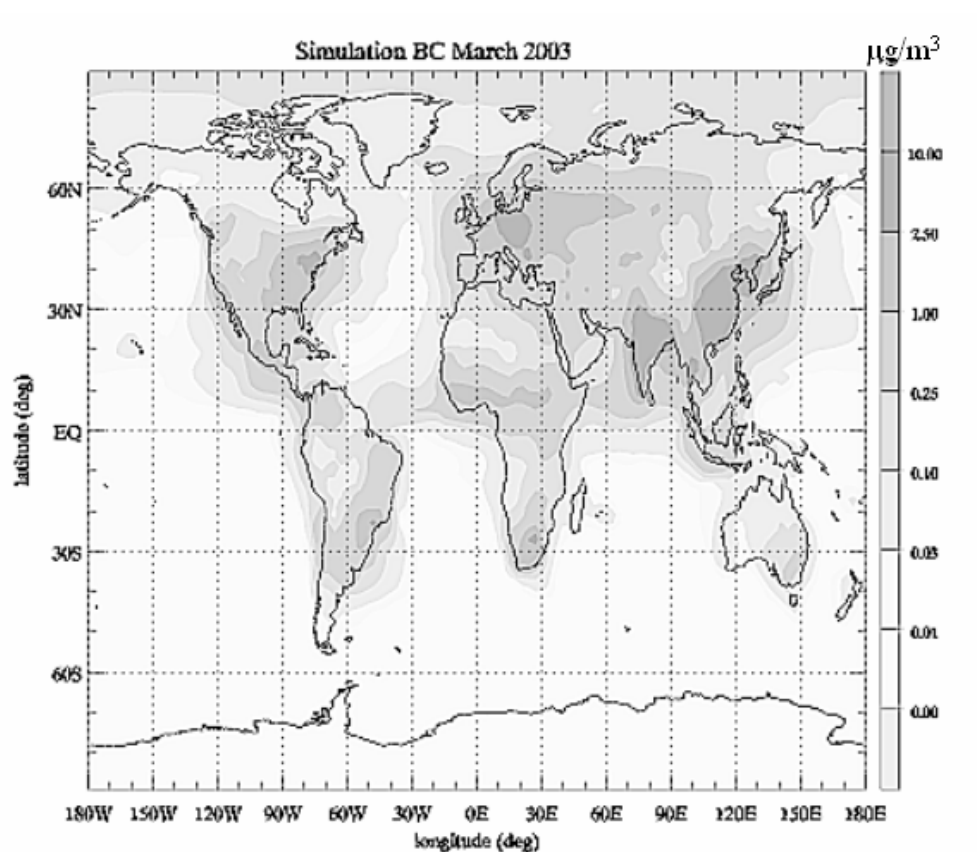 Simulation BC March 2003
µg/m³
10.00
2.50
1.00
0.25
0.10
0.03
0.01
0.00
60N
30N
EQ
30S
60S
latitude (deg)
180W 150W 120W 90W 60W 30W 0E 30E 60E 90E 120E 150E 180E
longitude (deg)